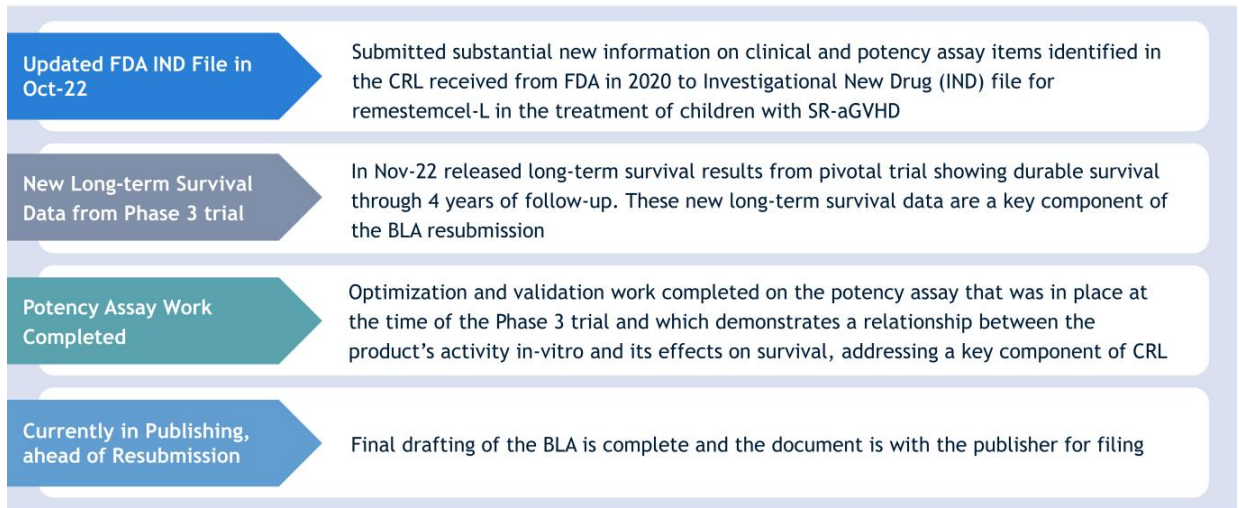 Updated FDA IND File in
Oct-22
Submitted substantial new information on clinical and potency assay items identified in
the CRL received from FDA in 2020 to Investigational New Drug (IND) file for
remestemcel-L in the treatment of children with SR-aGVHD
New Long-term Survival
Data from Phase 3 trial
In Nov-22 released long-term survival results from pivotal trial showing durable survival
through 4 years of follow-up. These new long-term survival data are a key component of
the BLA resubmission
Potency Assay Work
Completed
Optimization and validation work completed on the potency assay that was in place at
the time of the Phase 3 trial and which demonstrates a relationship between the
product’s activity in-vitro and its effects on survival, addressing a key component of CRL
Currently in Publishing,
ahead of Resubmission
Final drafting of the BLA is complete and the document is with the publisher for filing